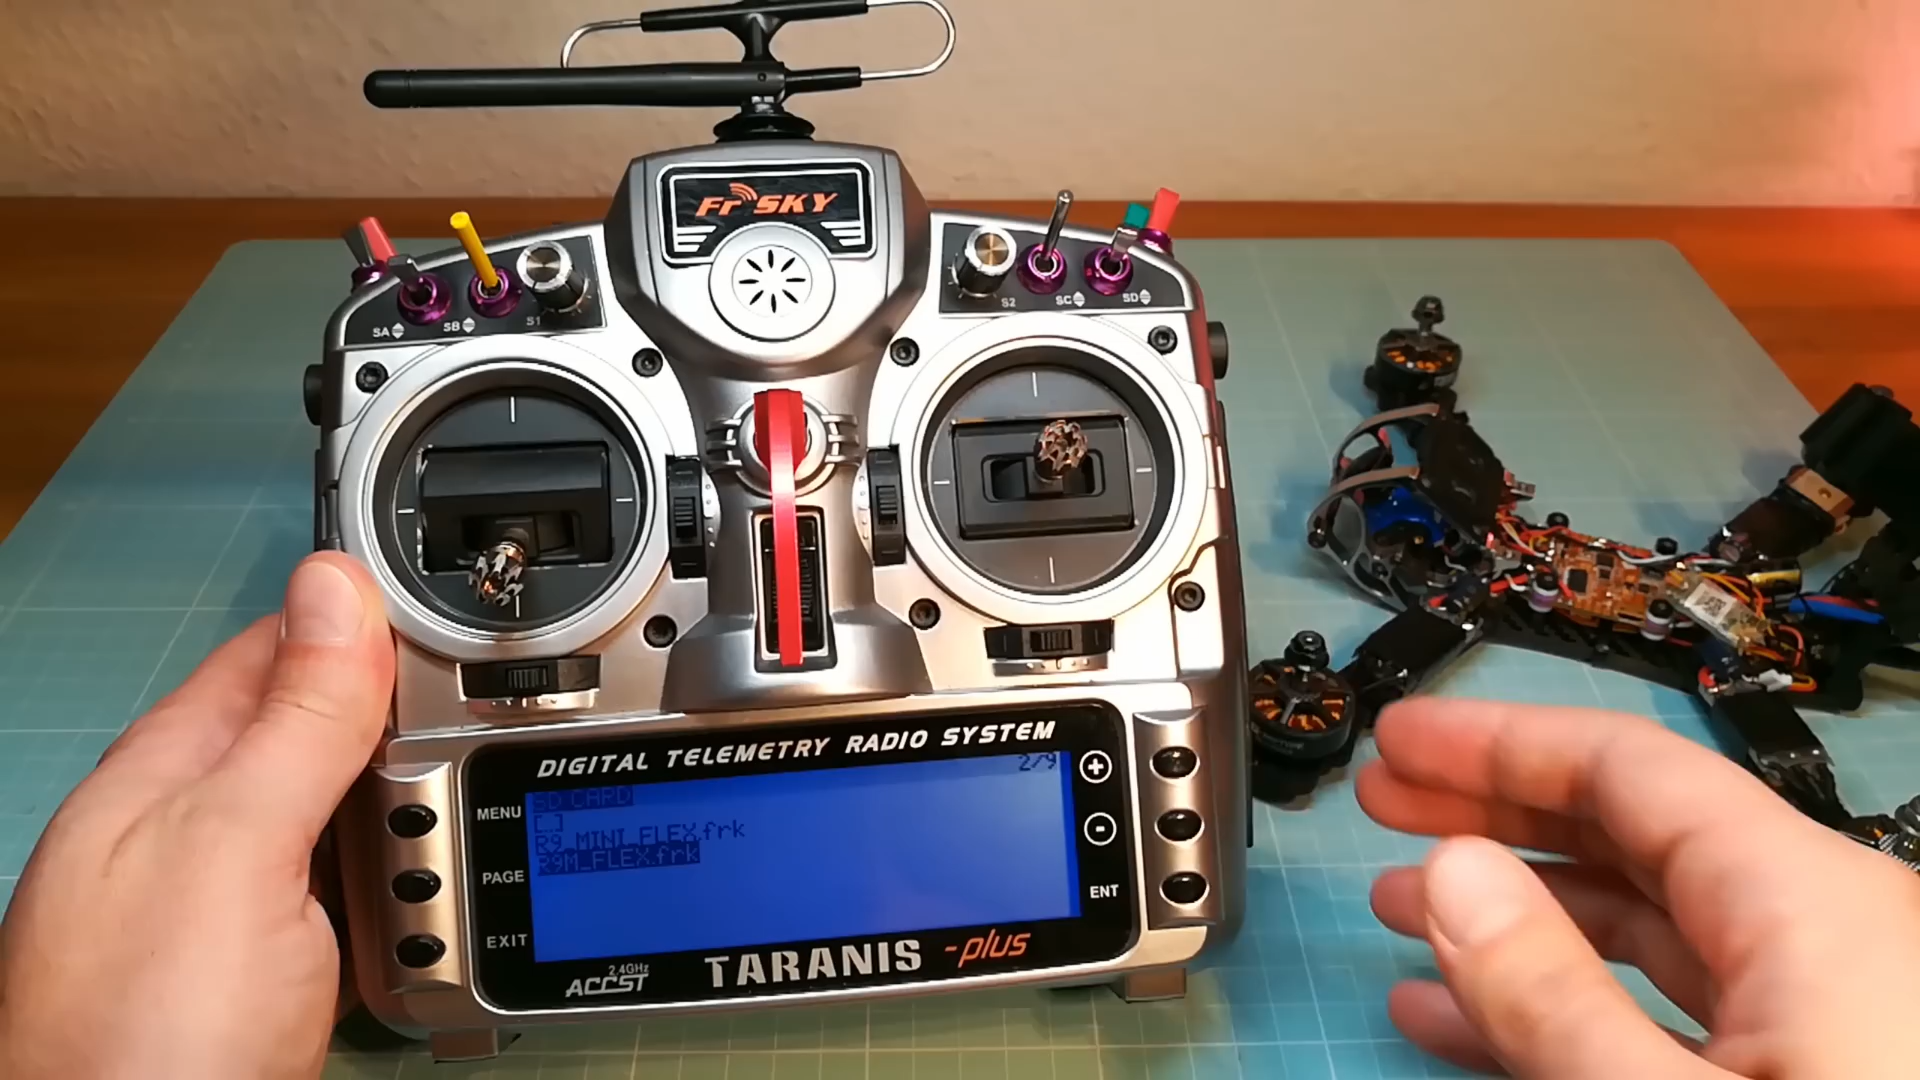 FrSKY
SA
SB
S1
S2
SC
SD
DIGITAL TELEMETRY RADIO SYSTEM
2/9
SD CARD
[..]
R9_MINI_FLEX.frk
R9M_FLEX.frk
MENU
PAGE
EXIT
+
-
ENT
2.4GHz
ACCST
TARANIS -plus